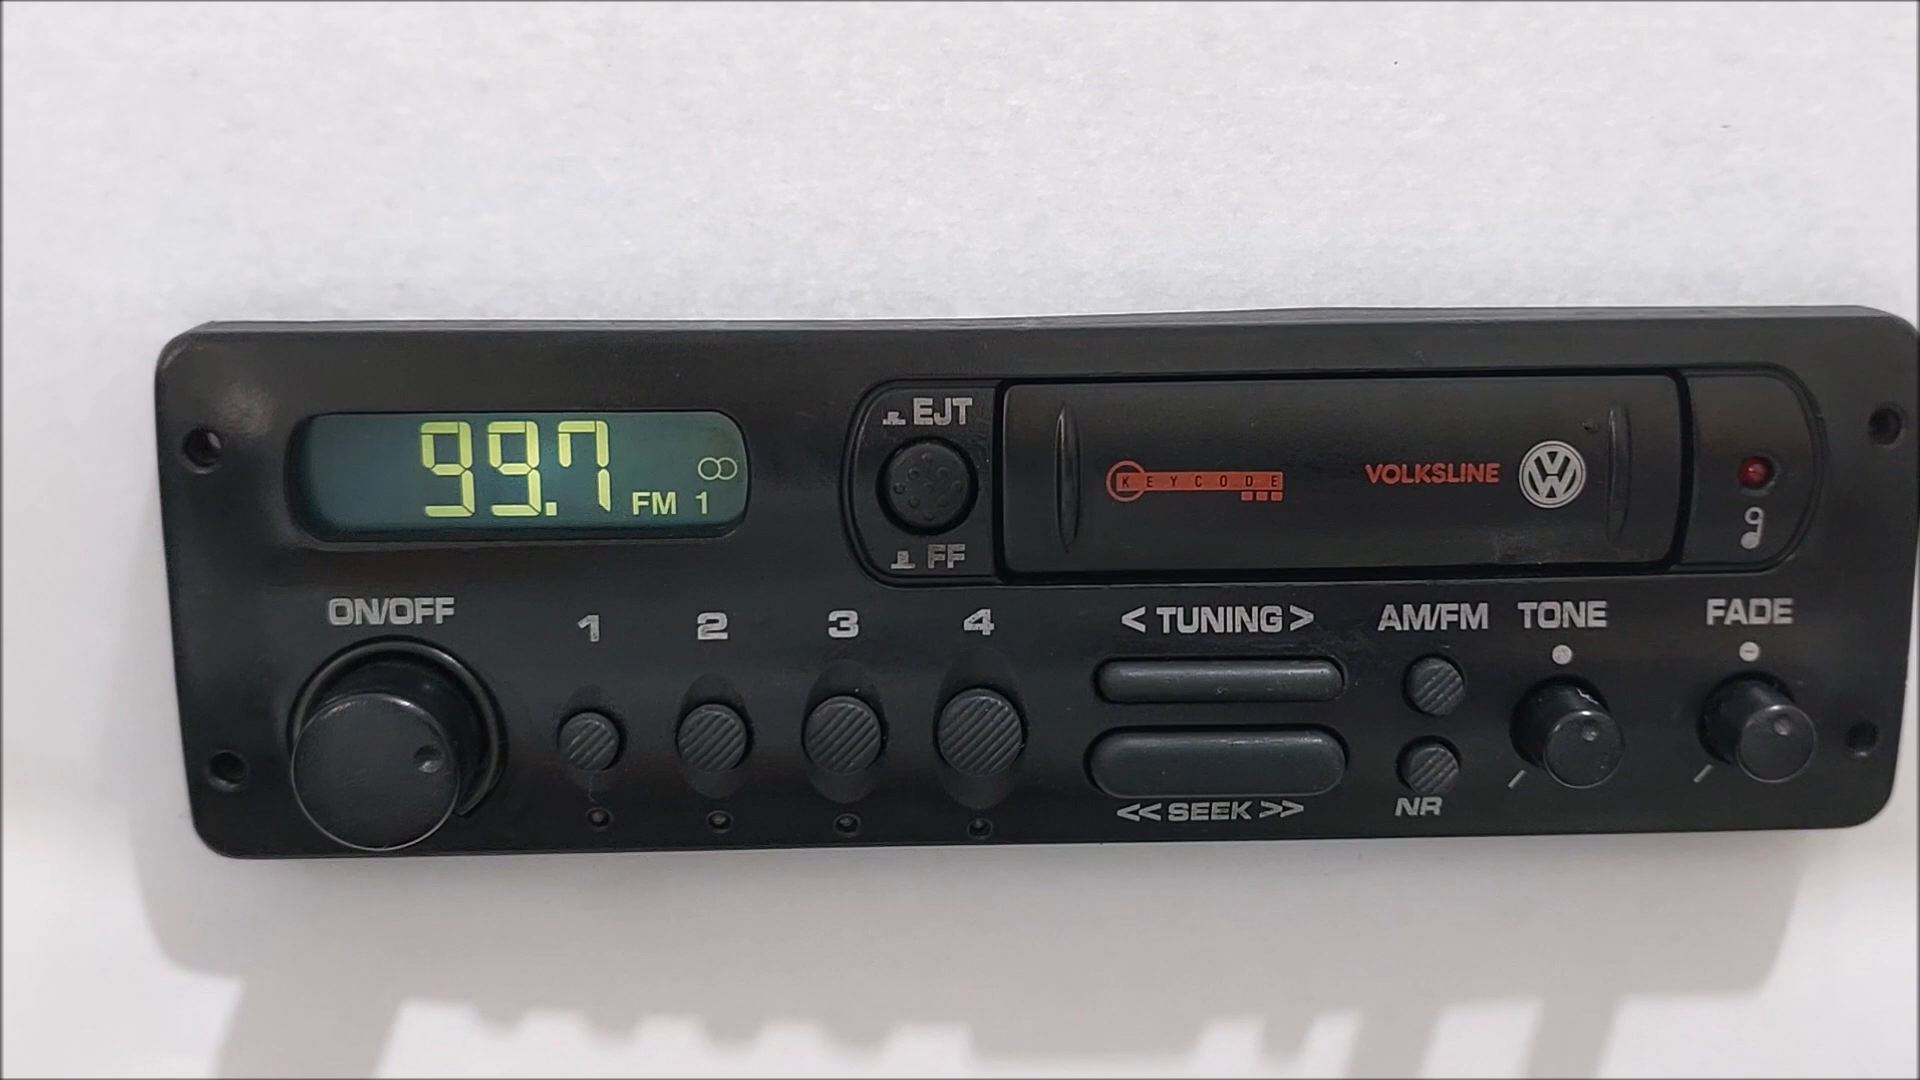 99.7 FM 1
EJT
FF
KEYCODE
VOLKSLINE
VW
ON/OFF
1 2 3 4
< TUNING >
AM/FM
TONE
FADE
<< SEEK >>
NR